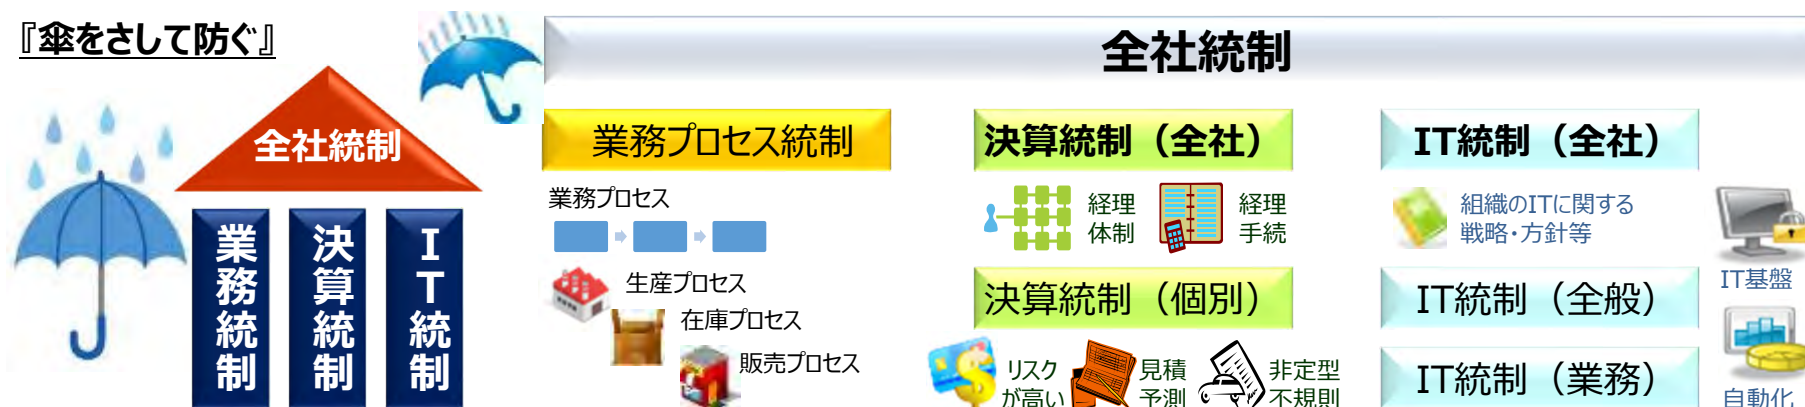 『傘をさして防ぐ』
全社統制
業務統制
決算統制
IT統制
全社統制
業務プロセス統制
業務プロセス
生産プロセス
在庫プロセス
販売プロセス
決算統制（全社）
経理
体制
経理
手続
決算統制（個別）
リスク
が高い
見積
予測
非定型
不規則
IT統制（全社）
組織のITに関する
戦略・方針等
IT基盤
IT統制（全般）
IT統制（業務）
自動化